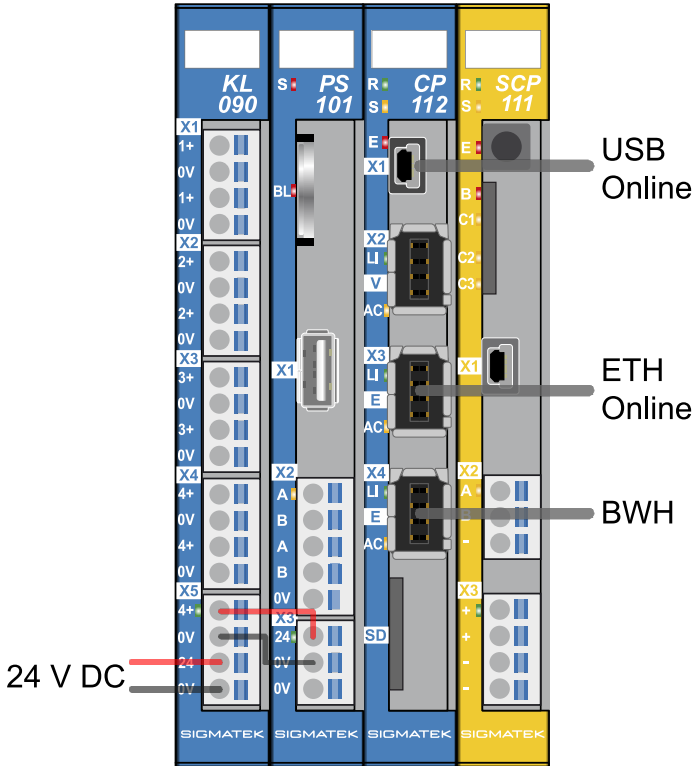 KL
090
X1
1+
0V
1+
0V
X2
2+
0V
2+
0V
X3
3+
0V
3+
0V
X4
4+
0V
4+
0V
X5
4+
0V
24
0V
SIGMATEK
S
PS
101
BL
X1
X2
A
B
A
B
0V
X3
24
0V
0V
SIGMATEK
R
S
CP
112
E
X1
X2
LI
V
AC
X3
LI
E
AC
X4
LI
E
AC
SD
SIGMATEK
R
S
SCP
111
E
B
C1
C2
C3
X1
X2
A
B
-
X3
+
+
-
-
SIGMATEK
USB
Online
ETH
Online
BWH
24 V DC